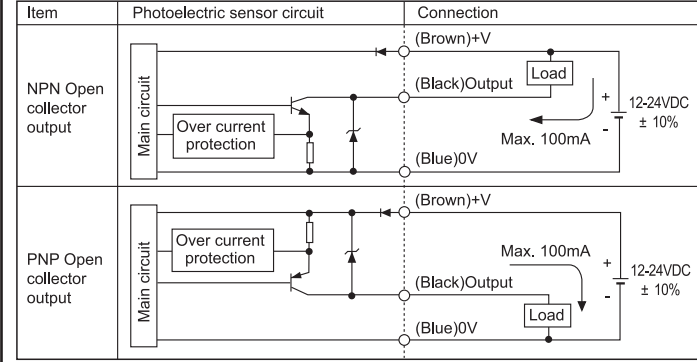 Item
Photoelectric sensor circuit
Connection
NPN Open
collector
output
Main circuit
Over current
protection
(Brown)+V
(Black)Output
(Blue)0V
Load
Max. 100mA
+
-
12-24VDC
± 10%
PNP Open
collector
output
Main circuit
Over current
protection
(Brown)+V
(Black)Output
(Blue)0V
Max. 100mA
Load
+
-
12-24VDC
± 10%